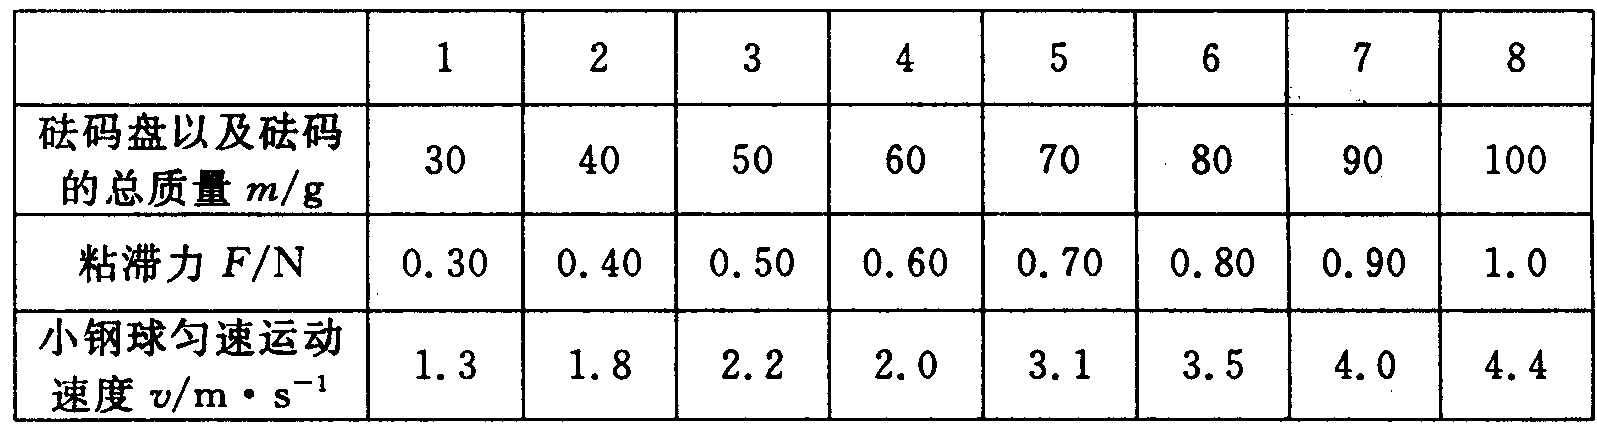 1 2 3 4 5 6 7 8
砝码盘以及砝码
的总质量 m/g 30 40 50 60 70 80 90 100
粘滞力 F/N 0.30 0.40 0.50 0.60 0.70 0.80 0.90 1.0
小钢球匀速运动
速度 v/m·s⁻¹ 1.3 1.8 2.2 2.0 3.1 3.5 4.0 4.4